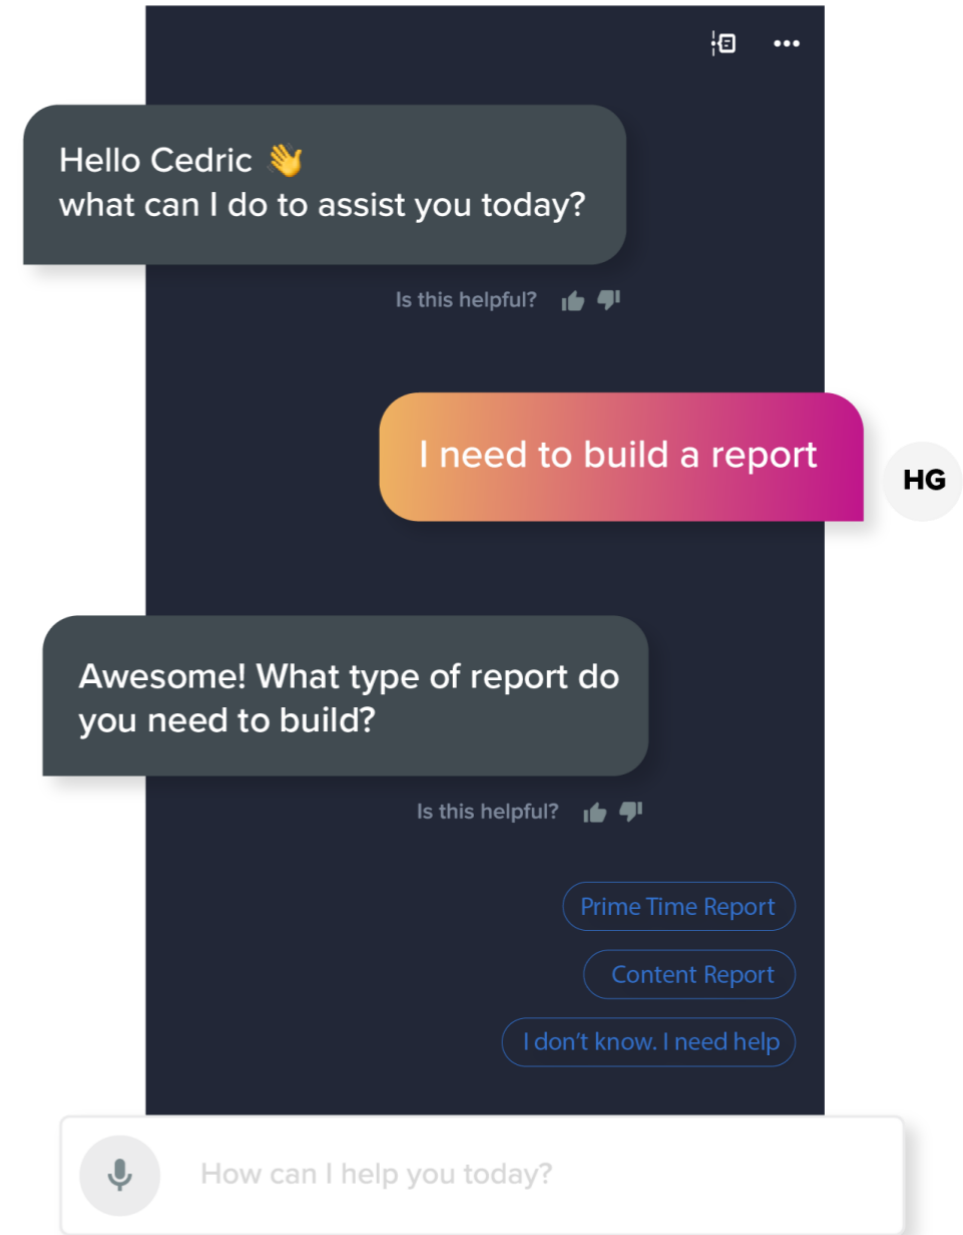 Hello Cedric 👋
what can I do to assist you today?
Is this helpful?
I need to build a report
HG
Awesome! What type of report do
you need to build?
Is this helpful?
Prime Time Report
Content Report
I don't know. I need help
How can I help you today?